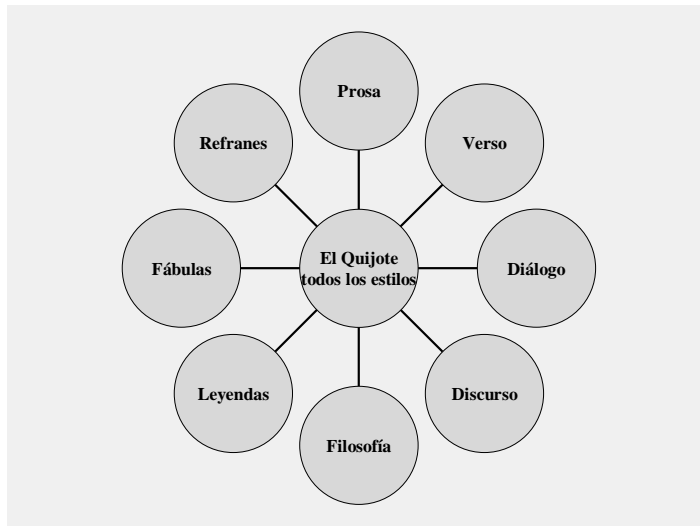 Prosa
Refranes
Verso
El Quijote
todos los estilos
Fábulas
Diálogo
Leyendas
Discurso
Filosofía